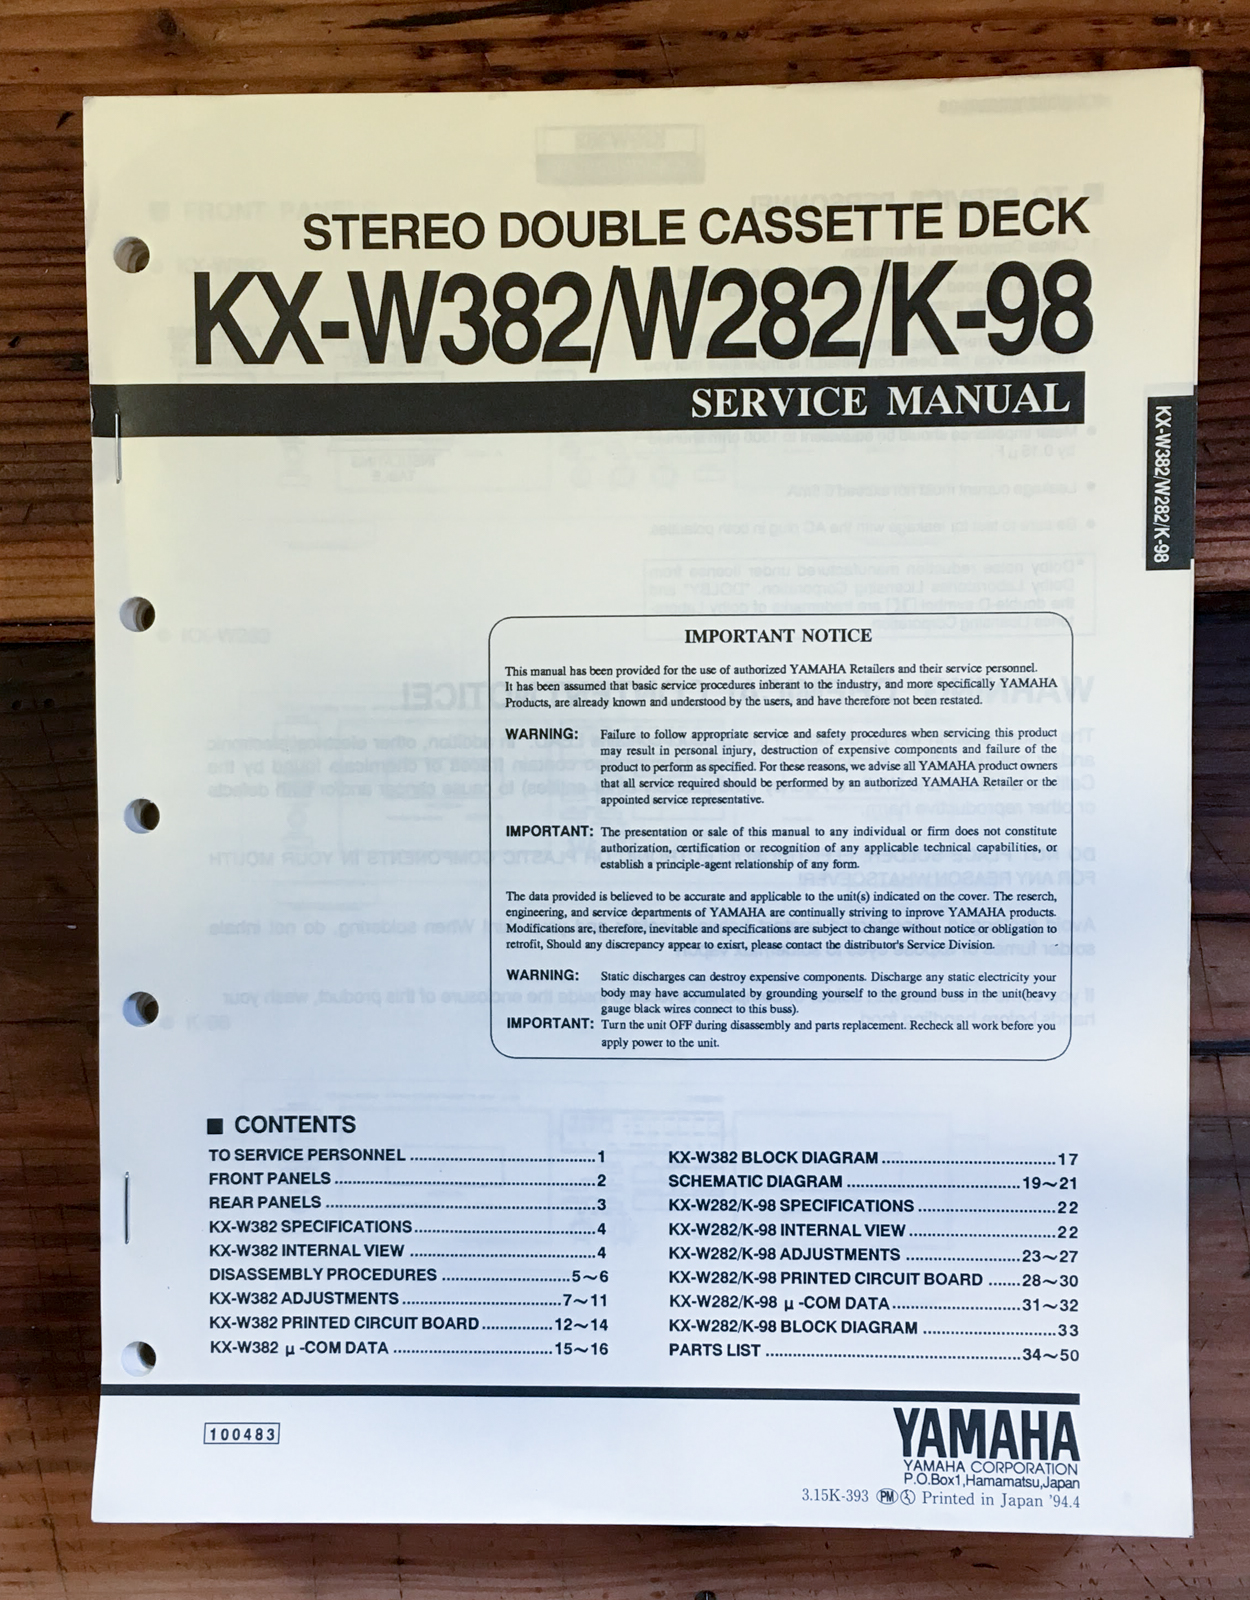 STEREO DOUBLE CASSETTE DECK
KX-W382/W282/K-98
SERVICE MANUAL
KX-W382/W282/K-98
IMPORTANT NOTICE
This manual has been provided for the use of authorized YAMAHA Retailers and their service personnel.
It has been assumed that basic service procedures inherant to the industry, and more specifically YAMAHA
Products, are already known and understood by the users, and have therefore not been restated.
WARNING: Failure to follow appropriate service and safety procedures when servicing this product
may result in personal injury, destruction of expensive components and failure of the
product to perform as specified. For these reasons, we advise all YAMAHA product owners
that all service required should be performed by an authorized YAMAHA Retailer or the
appointed service representative.
IMPORTANT: The presentation or sale of this manual to any individual or firm does not constitute
authorization, certification or recognition of any applicable technical capabilities, or
establish a principle-agent relationship of any form.
The data provided is believed to be accurate and applicable to the unit(s) indicated on the cover. The reserch,
engineering, and service departments of YAMAHA are continually striving to improve YAMAHA products.
Modifications are, therefore, inevitable and specifications are subject to change without notice or obligation to
retrofit, Should any discrepancy appear to exisrt, please contact the distributor's Service Division.
WARNING: Static discharges can destroy expensive components. Discharge any static electricity your
body may have accumulated by grounding yourself to the ground buss in the unit(heavy
gauge black wires connect to this buss).
IMPORTANT: Turn the unit OFF during disassembly and parts replacement. Recheck all work before you
apply power to the unit.
■ CONTENTS
TO SERVICE PERSONNEL ........................................1
FRONT PANELS ........................................................2
REAR PANELS ..........................................................3
KX-W382 SPECIFICATIONS.......................................4
KX-W382 INTERNAL VIEW ........................................4
DISASSEMBLY PROCEDURES ............................5~6
KX-W382 ADJUSTMENTS...................................7~11
KX-W382 PRINTED CIRCUIT BOARD................12~14
KX-W382 μ -COM DATA ...................................15~16
KX-W382 BLOCK DIAGRAM ......................................17
SCHEMATIC DIAGRAM ......................................19~21
KX-W282/K-98 SPECIFICATIONS ..............................22
KX-W282/K-98 INTERNAL VIEW ................................22
KX-W282/K-98 ADJUSTMENTS .........................23~27
KX-W282/K-98 PRINTED CIRCUIT BOARD .......28~30
KX-W282/K-98 μ -COM DATA............................31~32
KX-W282/K-98 BLOCK DIAGRAM .............................33
PARTS LIST ........................................................34~50
100483
YAMAHA
YAMAHA CORPORATION
P.O.Box1,Hamamatsu,Japan
3.15K-393 PM Printed in Japan '94.4